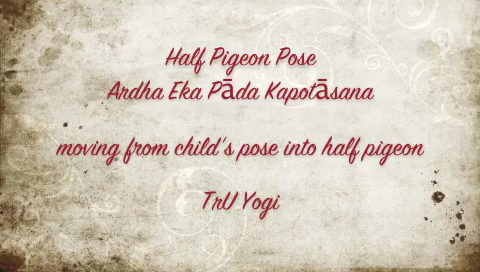 Half Pigeon Pose
Ardha Eka Pāda Kapotāsana
moving from child's pose into half pigeon
TrU Yogi